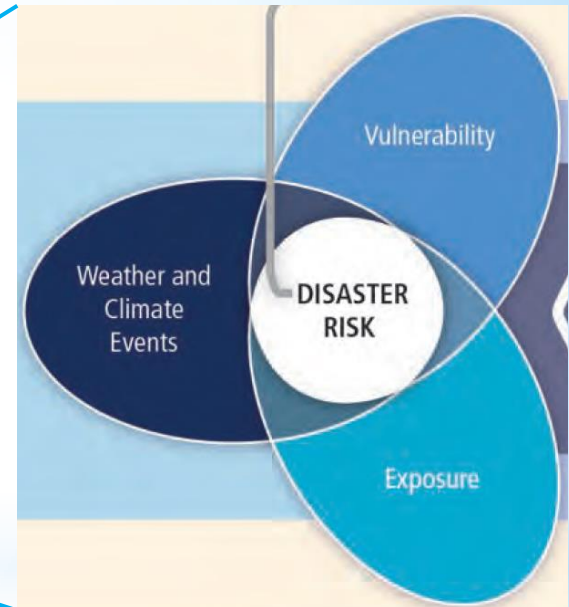 Vulnerability
Weather and
Climate
Events
DISASTER
RISK
Exposure